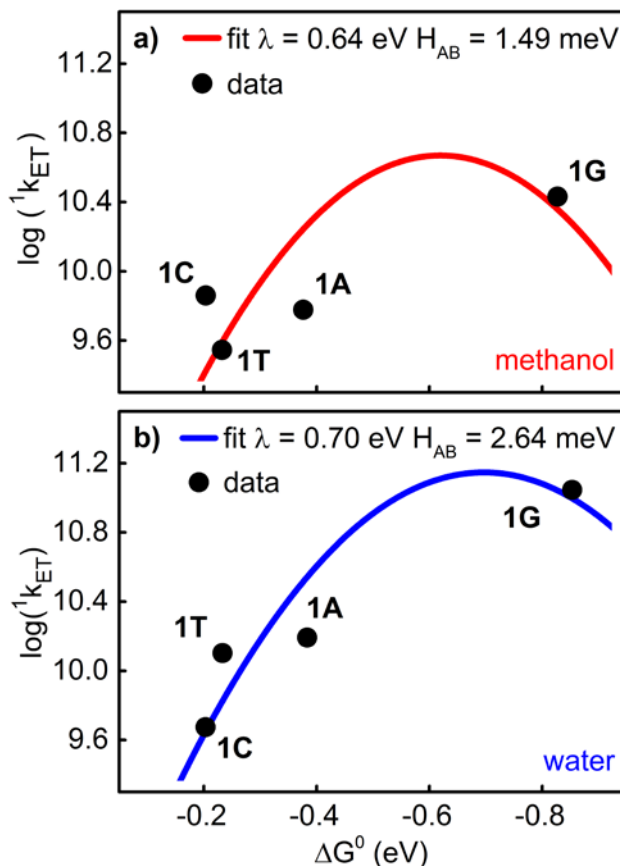 a) fit λ = 0.64 eV H_AB = 1.49 meV
data
11.2
10.8
10.4
10.0
9.6
log (¹k_ET)
1C
1T
1A
1G
methanol
b) fit λ = 0.70 eV H_AB = 2.64 meV
data
11.2
10.8
10.4
10.0
9.6
log(¹k_ET)
1T
1C
1A
1G
water
-0.2 -0.4 -0.6 -0.8
ΔG⁰ (eV)